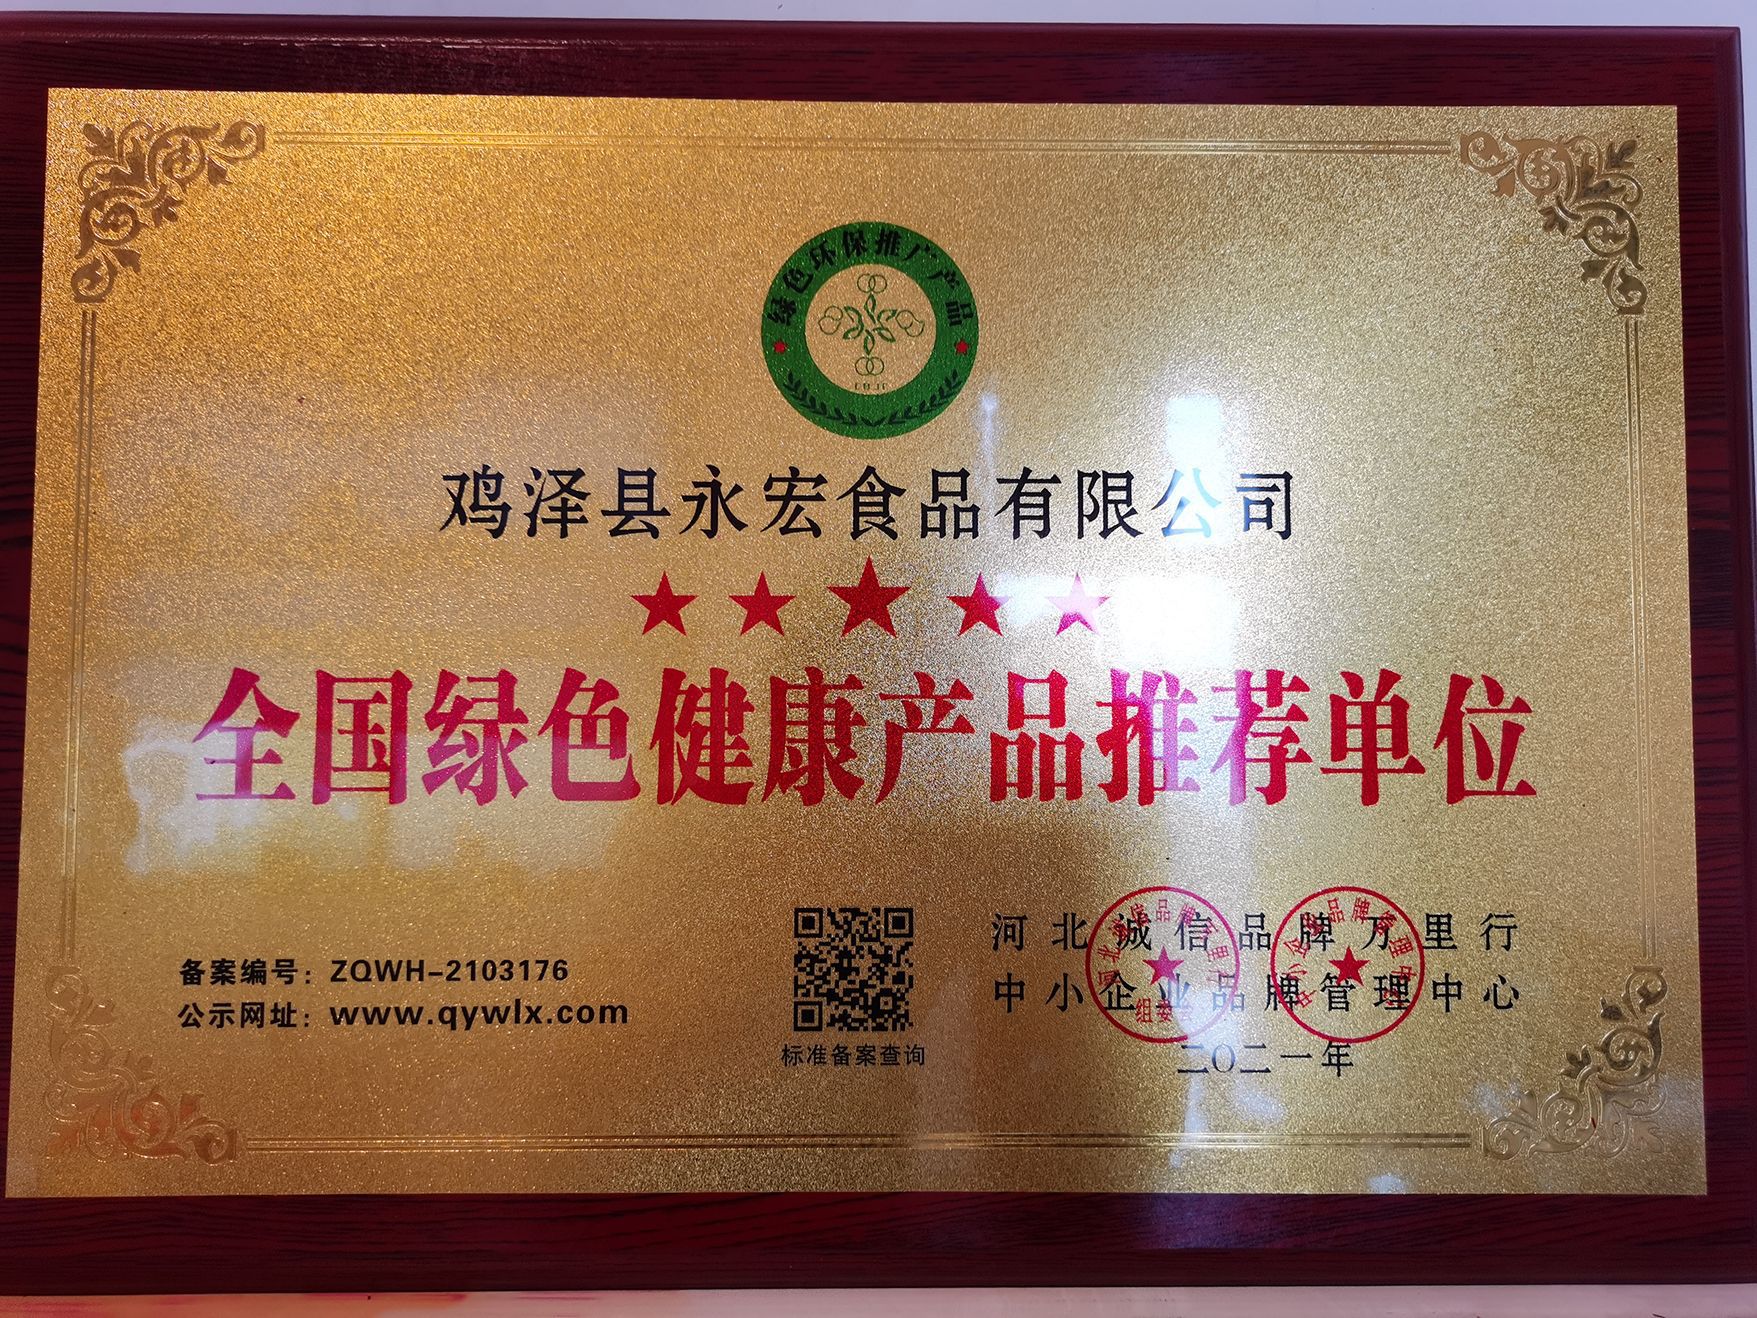 绿色环保推广产品
鸡泽县永宏食品有限公司
全国绿色健康产品推荐单位
备案编号：ZQWH-2103176
公示网址：www.qywlx.com
标准备案查询
河北诚信品牌万里行
中小企业品牌管理中心
二〇二一年
组委会